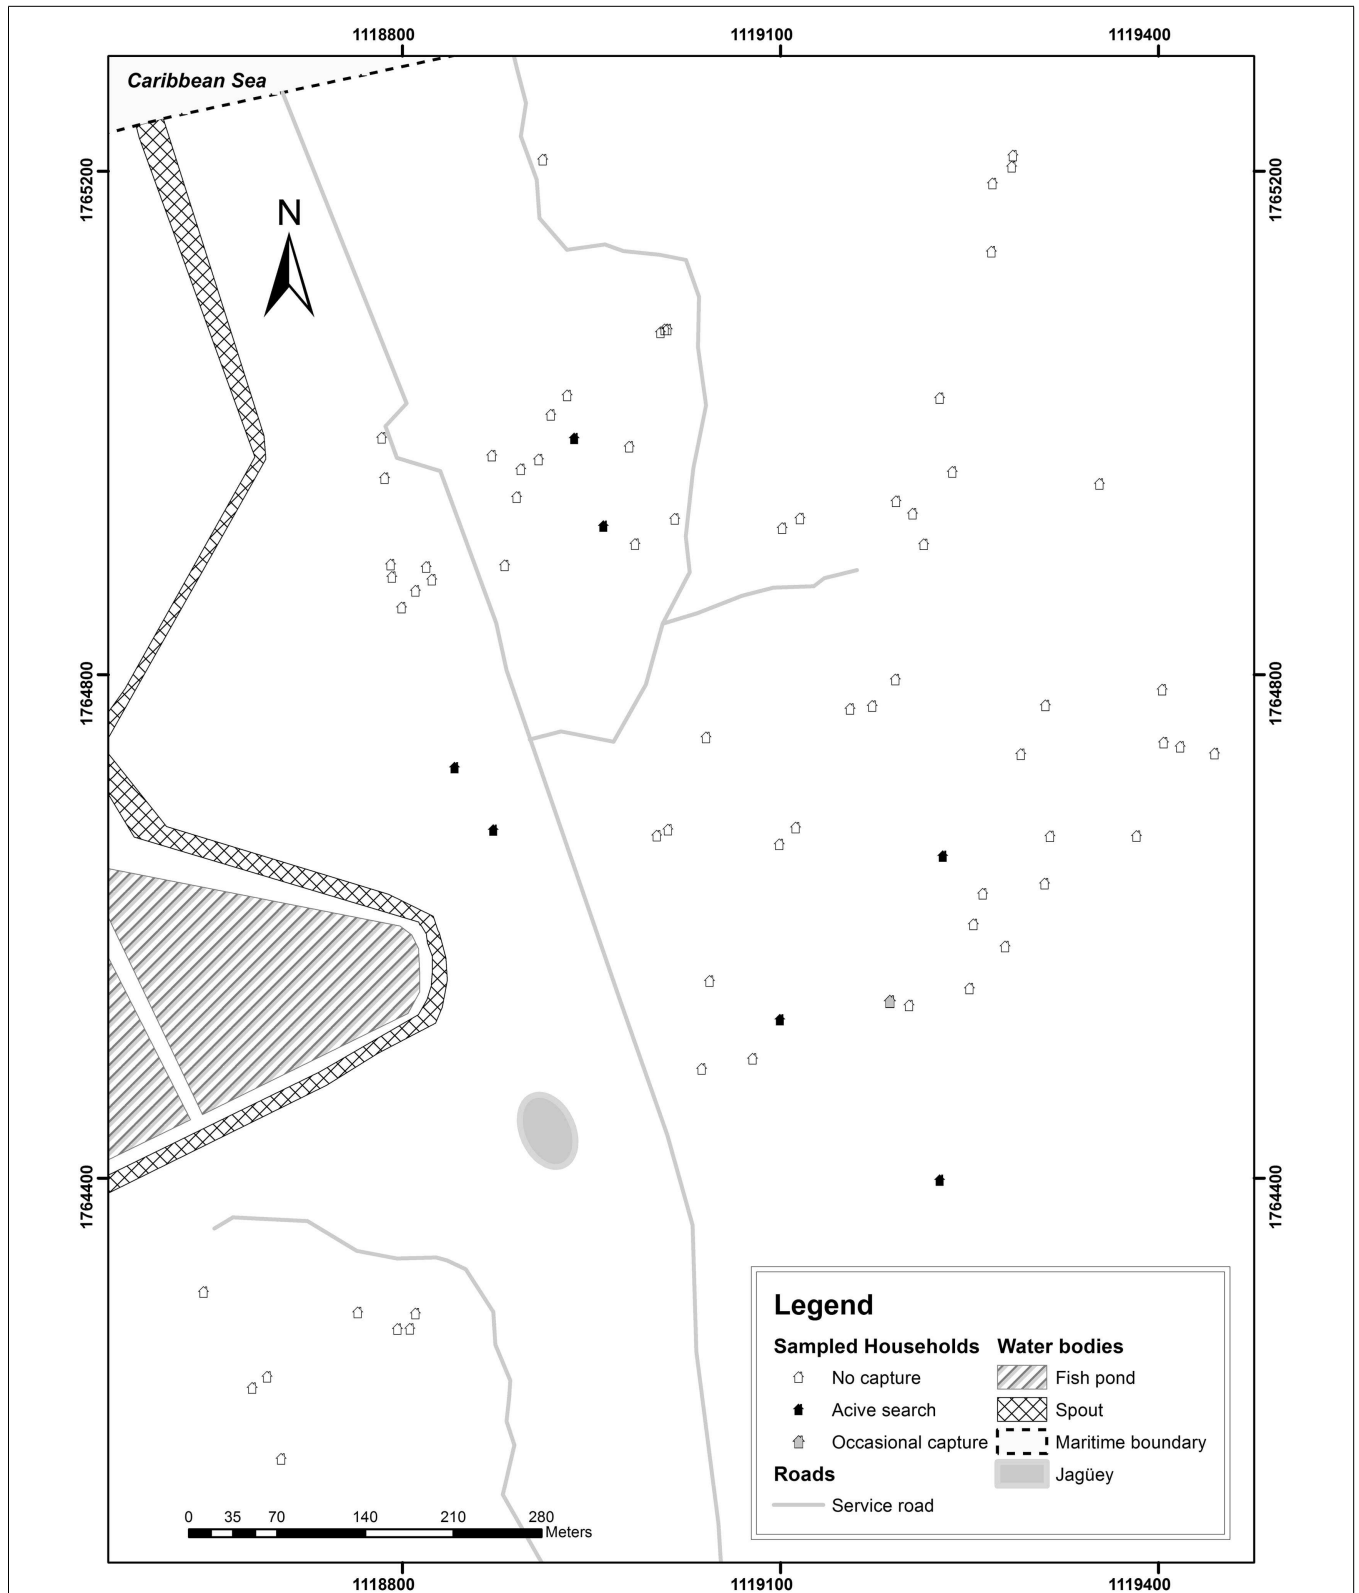 1118800 1119100 1119400
Caribbean Sea
1765200 1765200
N
1764800 1764800
1764400 1764400
Legend
Sampled Households Water bodies
No capture Fish pond
Acive search Spout
Occasional capture Maritime boundary
Roads Jagüey
Service road
0 35 70 140 210 280
Meters
1118800 1119100 1119400